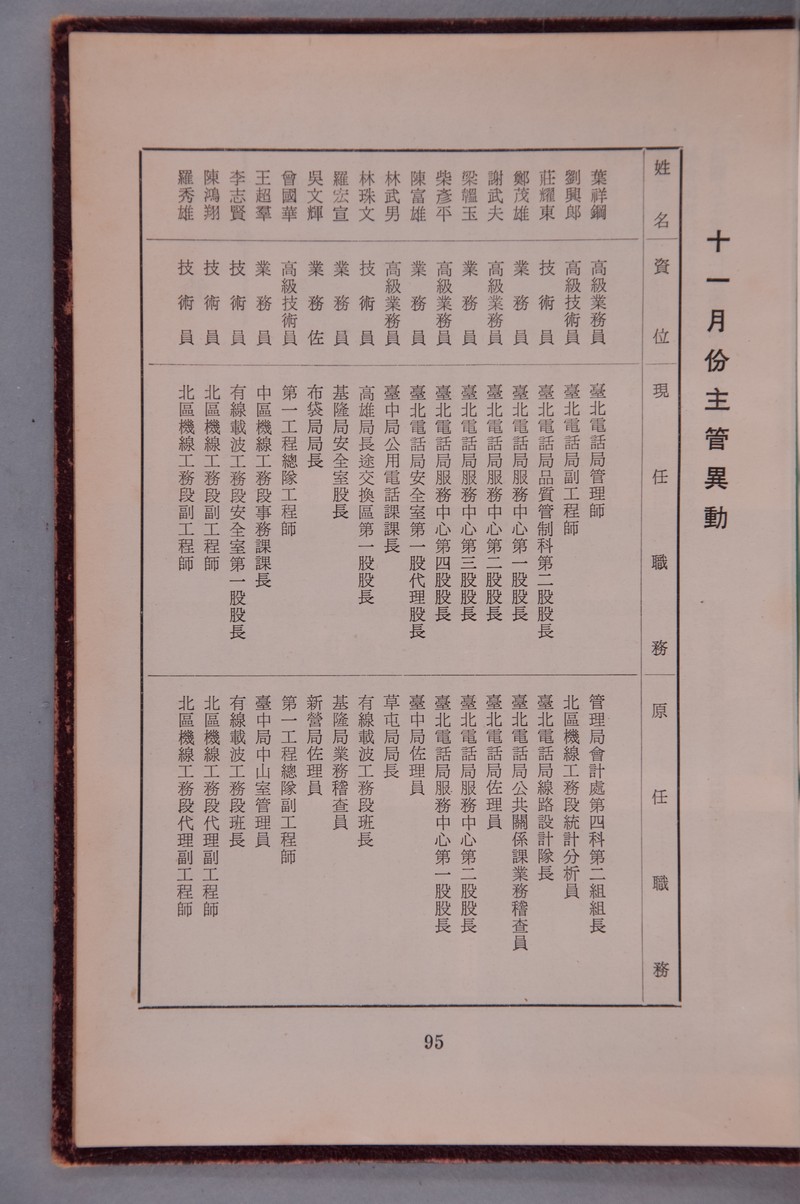 十一月份主管異動
姓名 資位 現任職務 原任職務
葉祥鋼 高級業務員 臺北電話局管理師 管理局會計處第四科第二組組長
劉興郎 高級技術員 臺北電話局副工程師 北區機線工務段統計分析員
莊耀東 技術員 臺北電話局品質管制科第二股股長 臺北電話局線路設計隊長
鄭茂雄 業務員 臺北電話局服務中心第一股股長 臺北電話局公共關係課業務稽查員
謝武夫 高級業務員 臺北電話局服務中心第二股股長 臺北電話局佐理員
梁韞玉 業務員 臺北電話局服務中心第三股股長 臺北電話局服務中心第二股股長
柴彥平 高級業務員 臺北電話局服務中心第四股股長 臺北電話局服務中心第一股股長
陳富雄 業務員 臺北電話局安全室第一股代理股長 臺中局佐理員
林武男 高級業務員 臺中局公用電話課課長 草屯局局長
林珠文 技術員 高雄局長途交換區第一股股長 有線載波工務段班長
羅宏宣 業務員 基隆局安全室股長 基隆局業務稽查員
吳文輝 業務佐 布袋局局長 新營局佐理員
曾國華 高級技術員 第一工程總隊工程師 第一工程總隊副工程師
王超羣 業務員 中區機線工務段事務課課長 臺中局中山室管理員
李志賢 技術員 有線載波工務段安全室第一股股長 有線載波工務段班長
陳鴻翔 技術員 北區機線工務段副工程師 北區機線工務段代理副工程師
羅秀雄 技術員 北區機線工務段副工程師 北區機線工務段代理副工程師
95